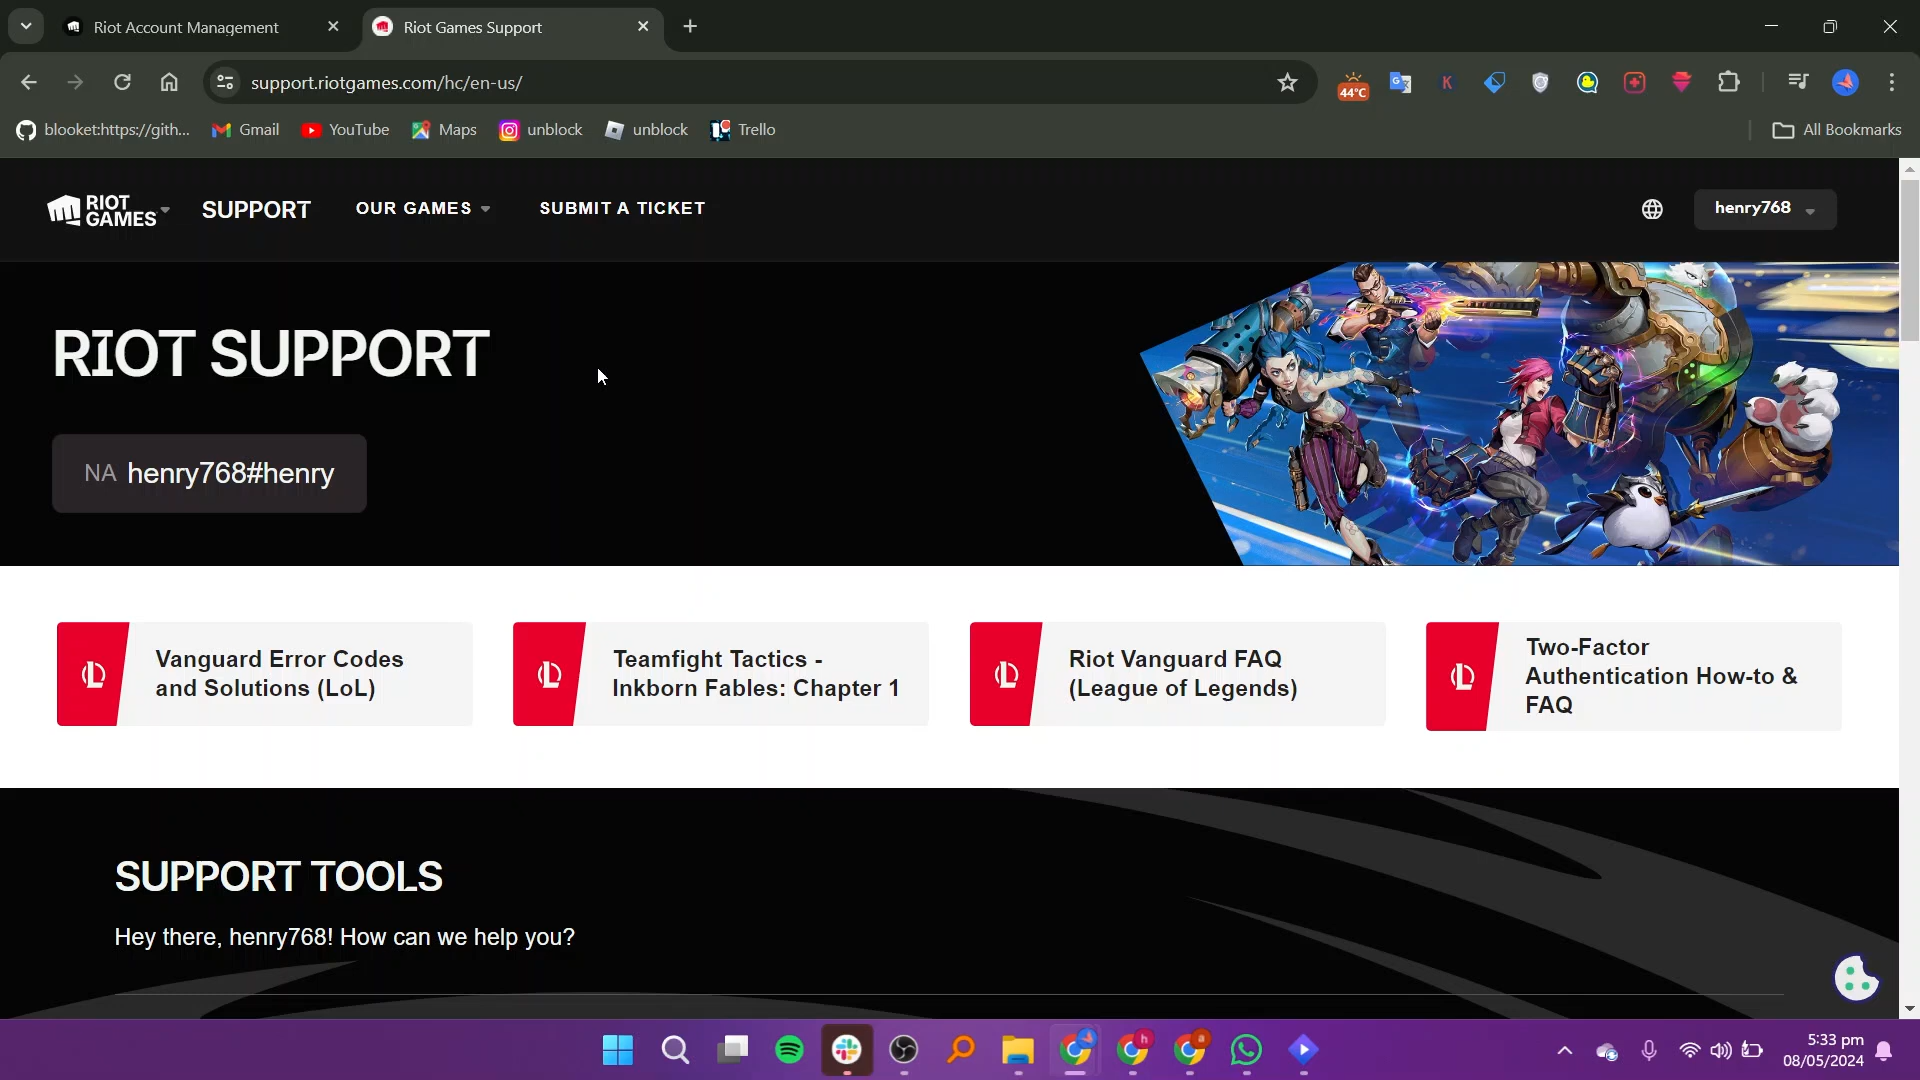 Riot Account Management
Riot Games Support
support.riotgames.com/hc/en-us/
44°C
K
blooket:https://gith...
Gmail
YouTube
Maps
unblock
unblock
Trello
All Bookmarks
RIOT GAMES
SUPPORT
OUR GAMES
SUBMIT A TICKET
henry768
RIOT SUPPORT
NA henry768#henry
Vanguard Error Codes
and Solutions (LoL)
Teamfight Tactics -
Inkborn Fables: Chapter 1
Riot Vanguard FAQ
(League of Legends)
Two-Factor
Authentication How-to &
FAQ
SUPPORT TOOLS
Hey there, henry768! How can we help you?
h
a
5:33 pm
08/05/2024